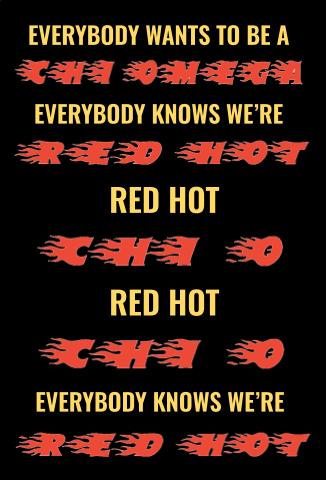 EVERYBODY WANTS TO BE A
CHI OMEGA
EVERYBODY KNOWS WE'RE
RED HOT
RED HOT
CHI O
RED HOT
CHI O
EVERYBODY KNOWS WE'RE
RED HOT